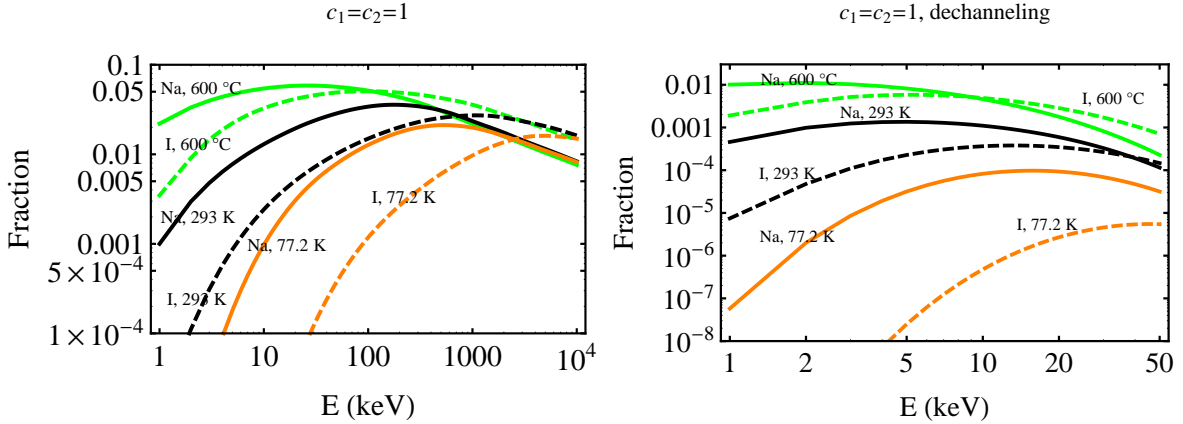 c₁=c₂=1
Fraction
0.1
0.05
0.01
0.005
0.001
5×10⁻⁴
1×10⁻⁴
Na, 600 °C
I, 600 °C
Na, 293 K
I, 293 K
Na, 77.2 K
I, 77.2 K
1
10
100
1000
10⁴
E (keV)
c₁=c₂=1, dechanneling
Fraction
0.01
0.001
10⁻⁴
10⁻⁵
10⁻⁶
10⁻⁷
10⁻⁸
Na, 600 °C
I, 600 °C
Na, 293 K
I, 293 K
I, 77.2 K
Na, 77.2 K
1
2
5
10
20
50
E (keV)